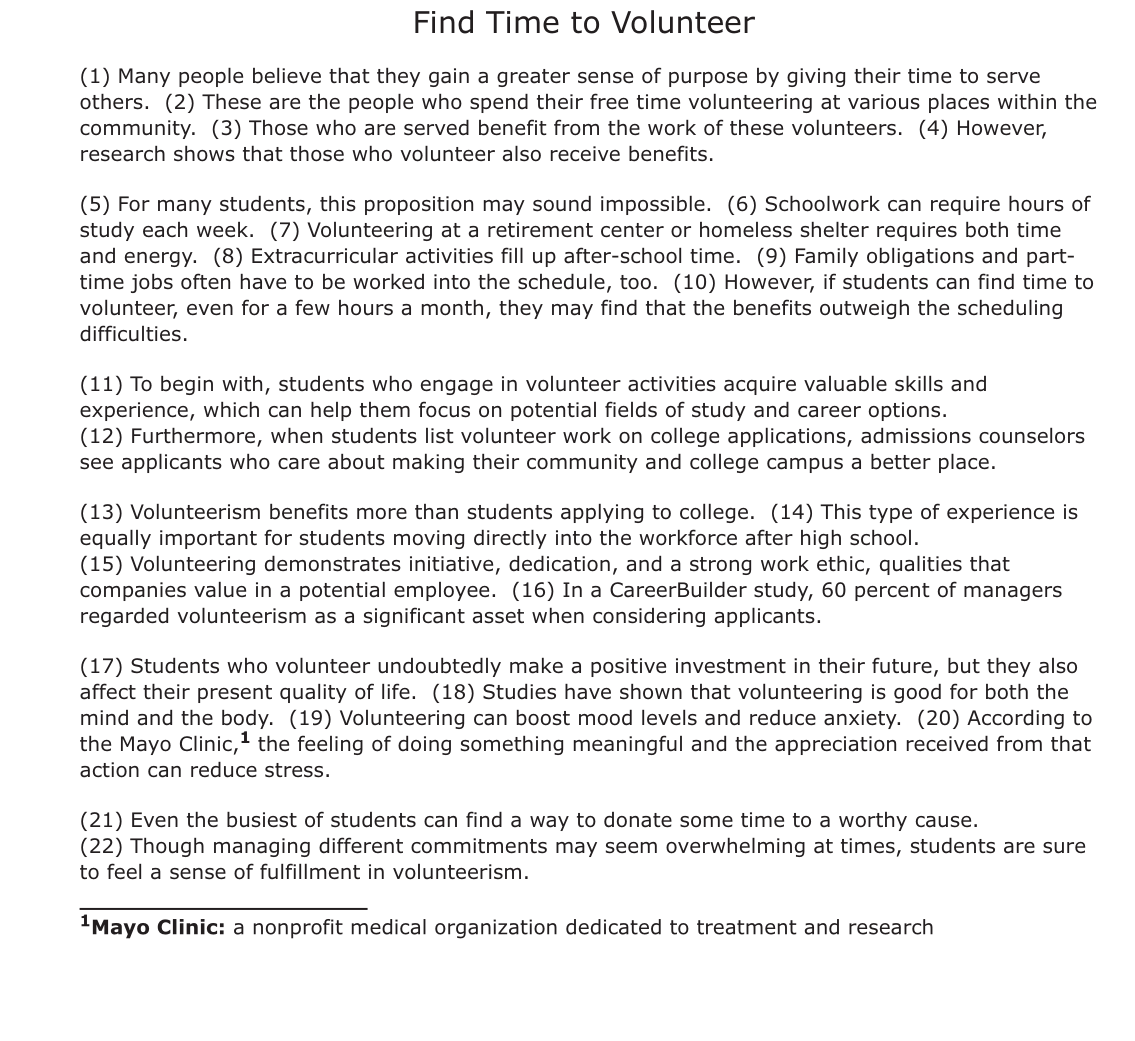 Find Time to Volunteer
(1) Many people believe that they gain a greater sense of purpose by giving their time to serve
others.  (2) These are the people who spend their free time volunteering at various places within the
community.  (3) Those who are served benefit from the work of these volunteers.  (4) However,
research shows that those who volunteer also receive benefits.
(5) For many students, this proposition may sound impossible.  (6) Schoolwork can require hours of
study each week.  (7) Volunteering at a retirement center or homeless shelter requires both time
and energy.  (8) Extracurricular activities fill up after-school time.  (9) Family obligations and part-
time jobs often have to be worked into the schedule, too.  (10) However, if students can find time to
volunteer, even for a few hours a month, they may find that the benefits outweigh the scheduling
difficulties.
(11) To begin with, students who engage in volunteer activities acquire valuable skills and
experience, which can help them focus on potential fields of study and career options.
(12) Furthermore, when students list volunteer work on college applications, admissions counselors
see applicants who care about making their community and college campus a better place.
(13) Volunteerism benefits more than students applying to college.  (14) This type of experience is
equally important for students moving directly into the workforce after high school.
(15) Volunteering demonstrates initiative, dedication, and a strong work ethic, qualities that
companies value in a potential employee.  (16) In a CareerBuilder study, 60 percent of managers
regarded volunteerism as a significant asset when considering applicants.
(17) Students who volunteer undoubtedly make a positive investment in their future, but they also
affect their present quality of life.  (18) Studies have shown that volunteering is good for both the
mind and the body.  (19) Volunteering can boost mood levels and reduce anxiety.  (20) According to
the Mayo Clinic,¹ the feeling of doing something meaningful and the appreciation received from that
action can reduce stress.
(21) Even the busiest of students can find a way to donate some time to a worthy cause.
(22) Though managing different commitments may seem overwhelming at times, students are sure
to feel a sense of fulfillment in volunteerism.
¹Mayo Clinic: a nonprofit medical organization dedicated to treatment and research